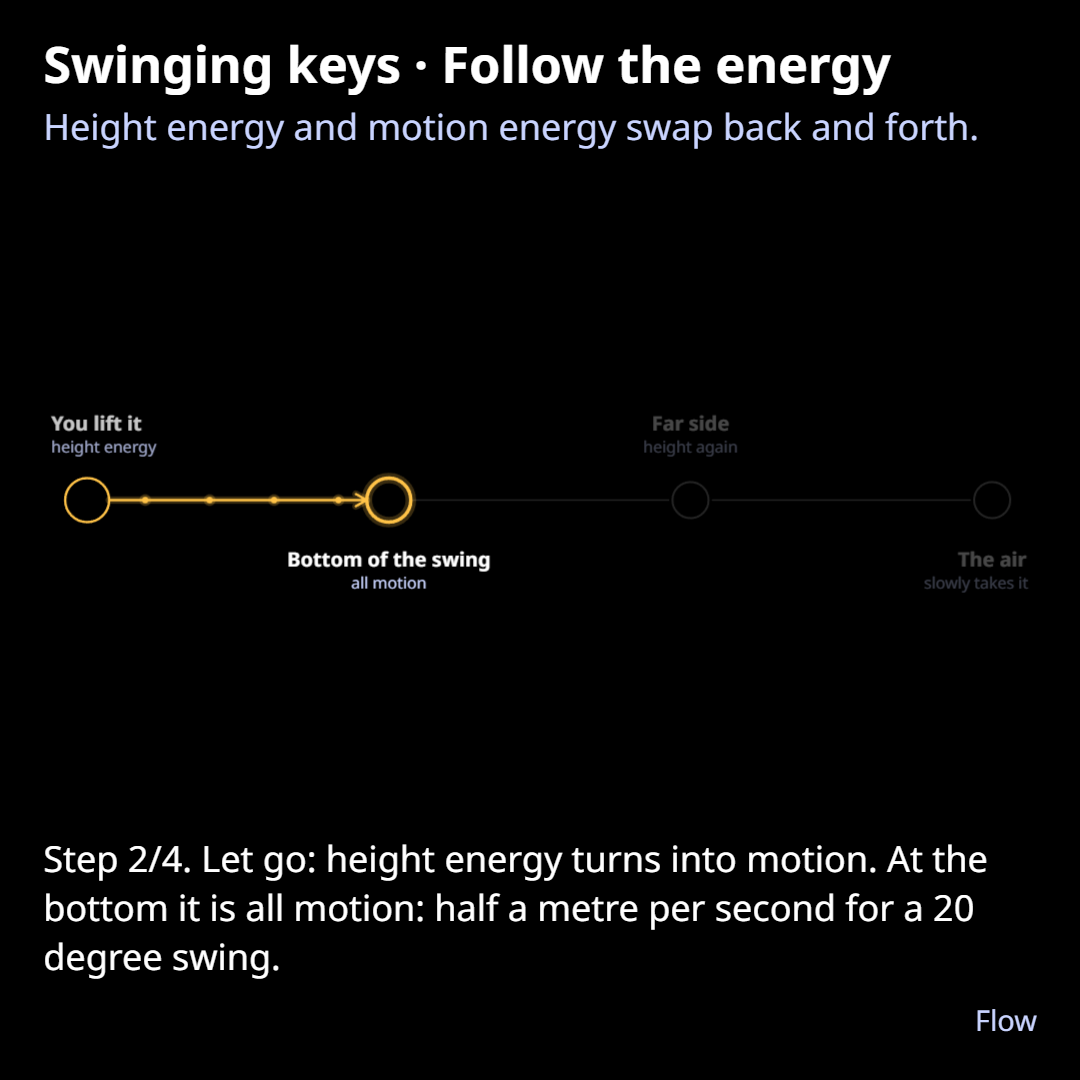 Swinging keys · Follow the energy
Height energy and motion energy swap back and forth.
You lift it
height energy
Far side
height again
Bottom of the swing
all motion
The air
slowly takes it
Step 2/4. Let go: height energy turns into motion. At the
bottom it is all motion: half a metre per second for a 20
degree swing.
Flow